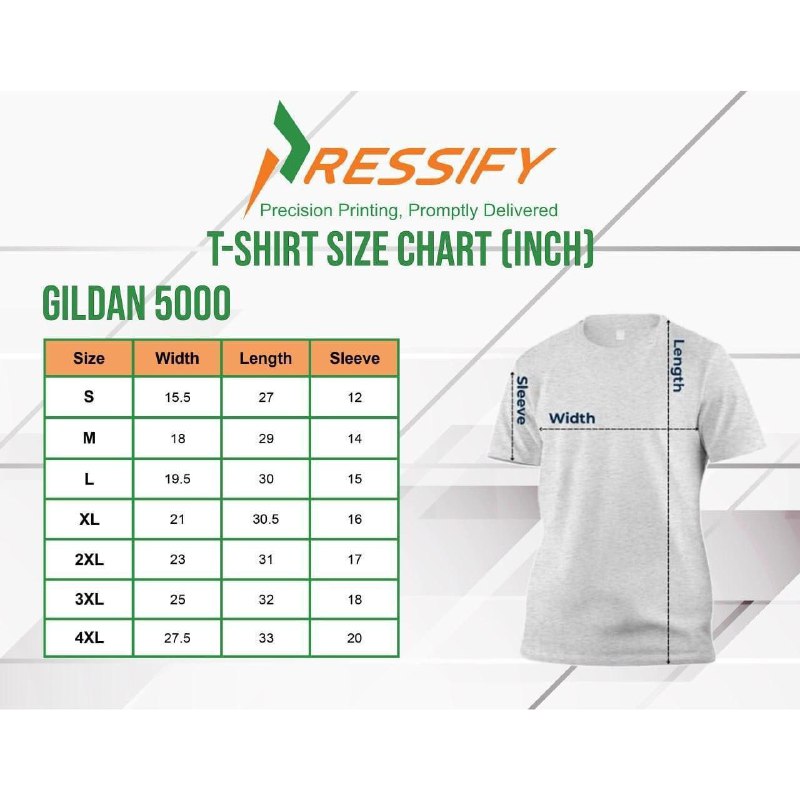 PRESSIFY
Precision Printing, Promptly Delivered
T-SHIRT SIZE CHART (INCH)
GILDAN 5000
Size Width Length Sleeve
S 15.5 27 12
M 18 29 14
L 19.5 30 15
XL 21 30.5 16
2XL 23 31 17
3XL 25 32 18
4XL 27.5 33 20
Sleeve
Width
Length